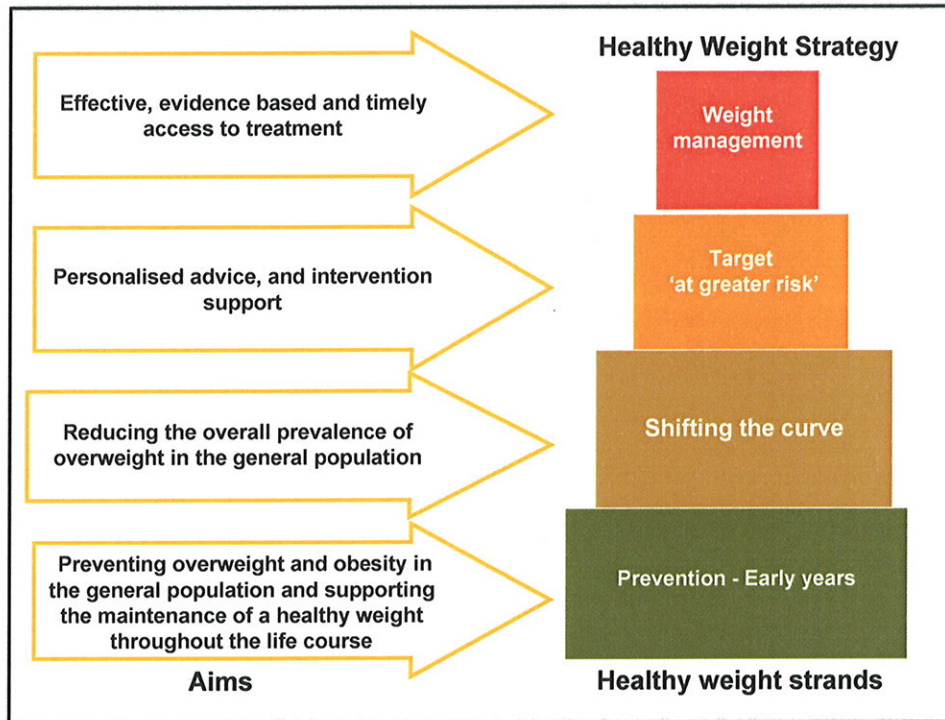 Healthy Weight Strategy
Effective, evidence based and timely
access to treatment
Weight
management
Personalised advice, and intervention
support
Target
‘at greater risk’
Reducing the overall prevalence of
overweight in the general population
Shifting the curve
Preventing overweight and obesity in
the general population and supporting
the maintenance of a healthy weight
throughout the life course
Prevention - Early years
Aims
Healthy weight strands